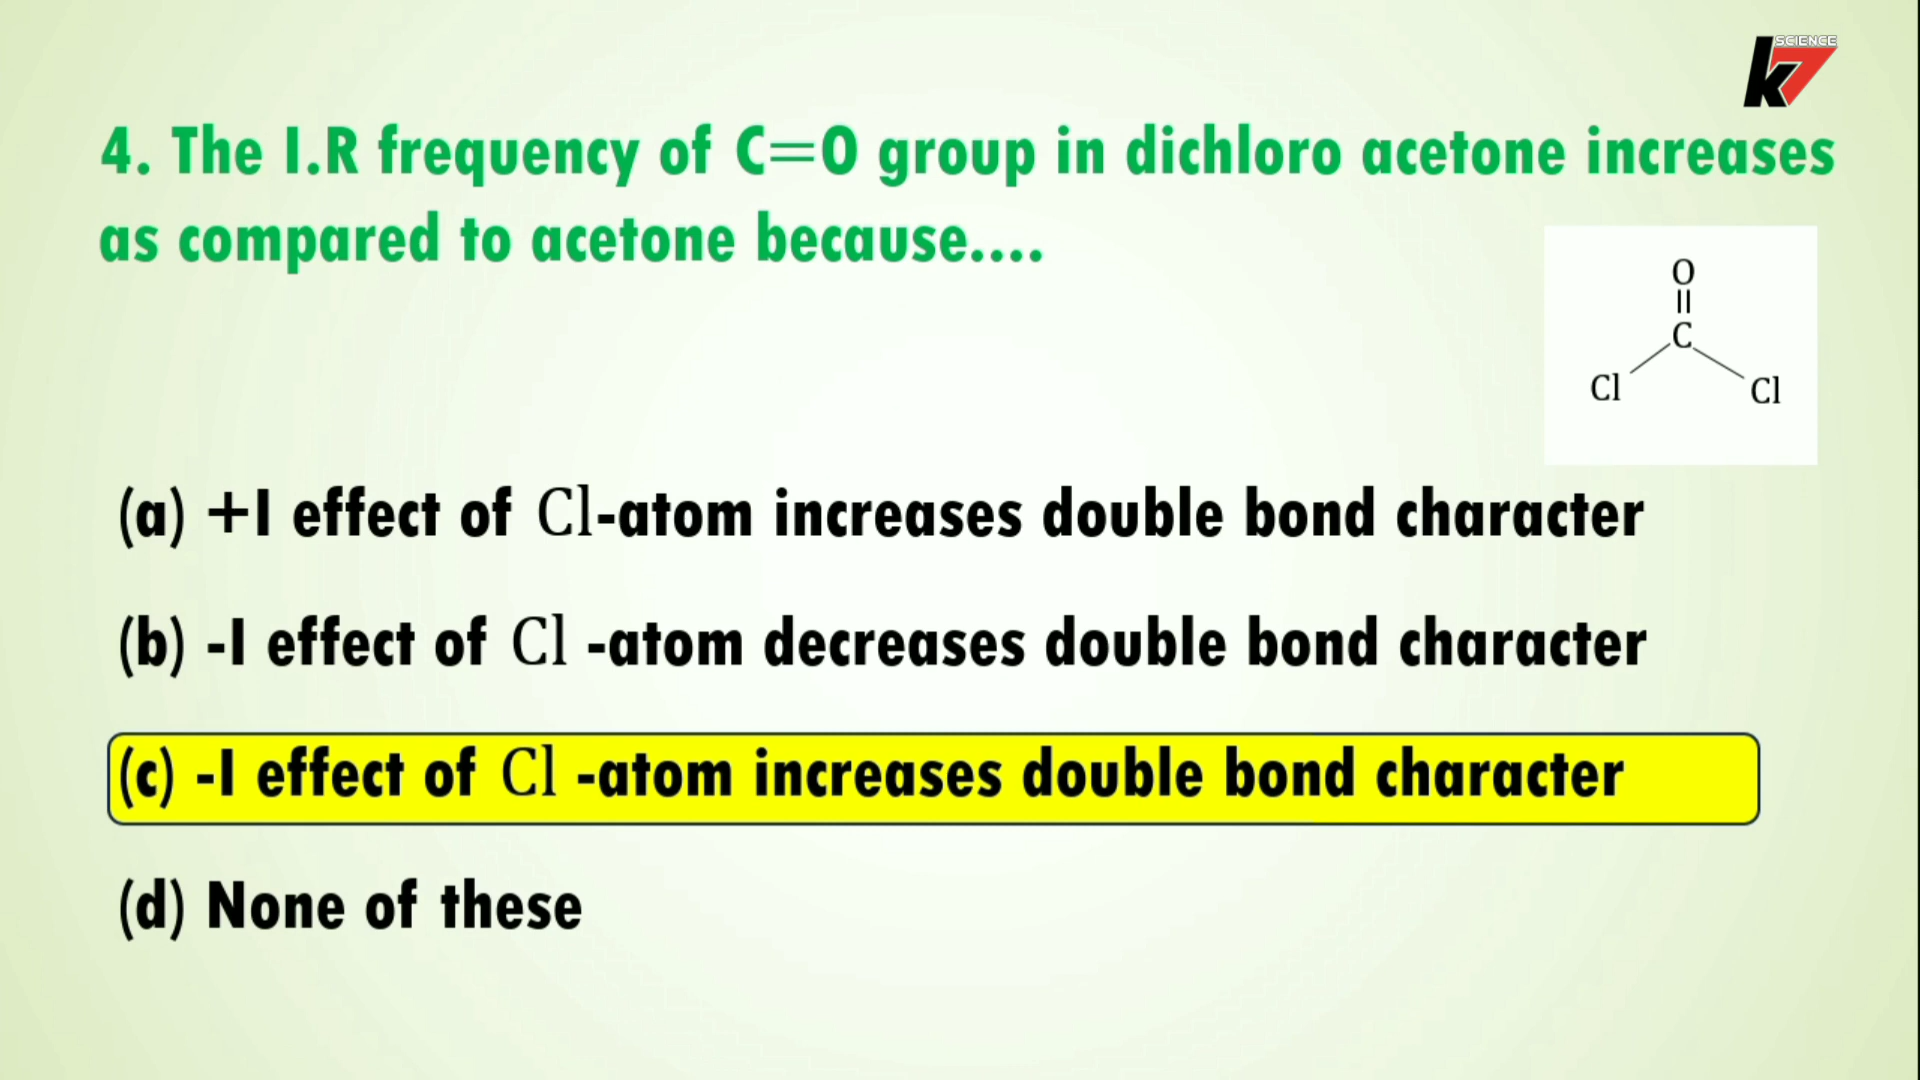 SCIENCE
k7
4. The I.R frequency of C=O group in dichloro acetone increases
as compared to acetone because....
O
C
Cl Cl
(a) +I effect of Cl-atom increases double bond character
(b) -I effect of Cl -atom decreases double bond character
(c) -I effect of Cl -atom increases double bond character
(d) None of these